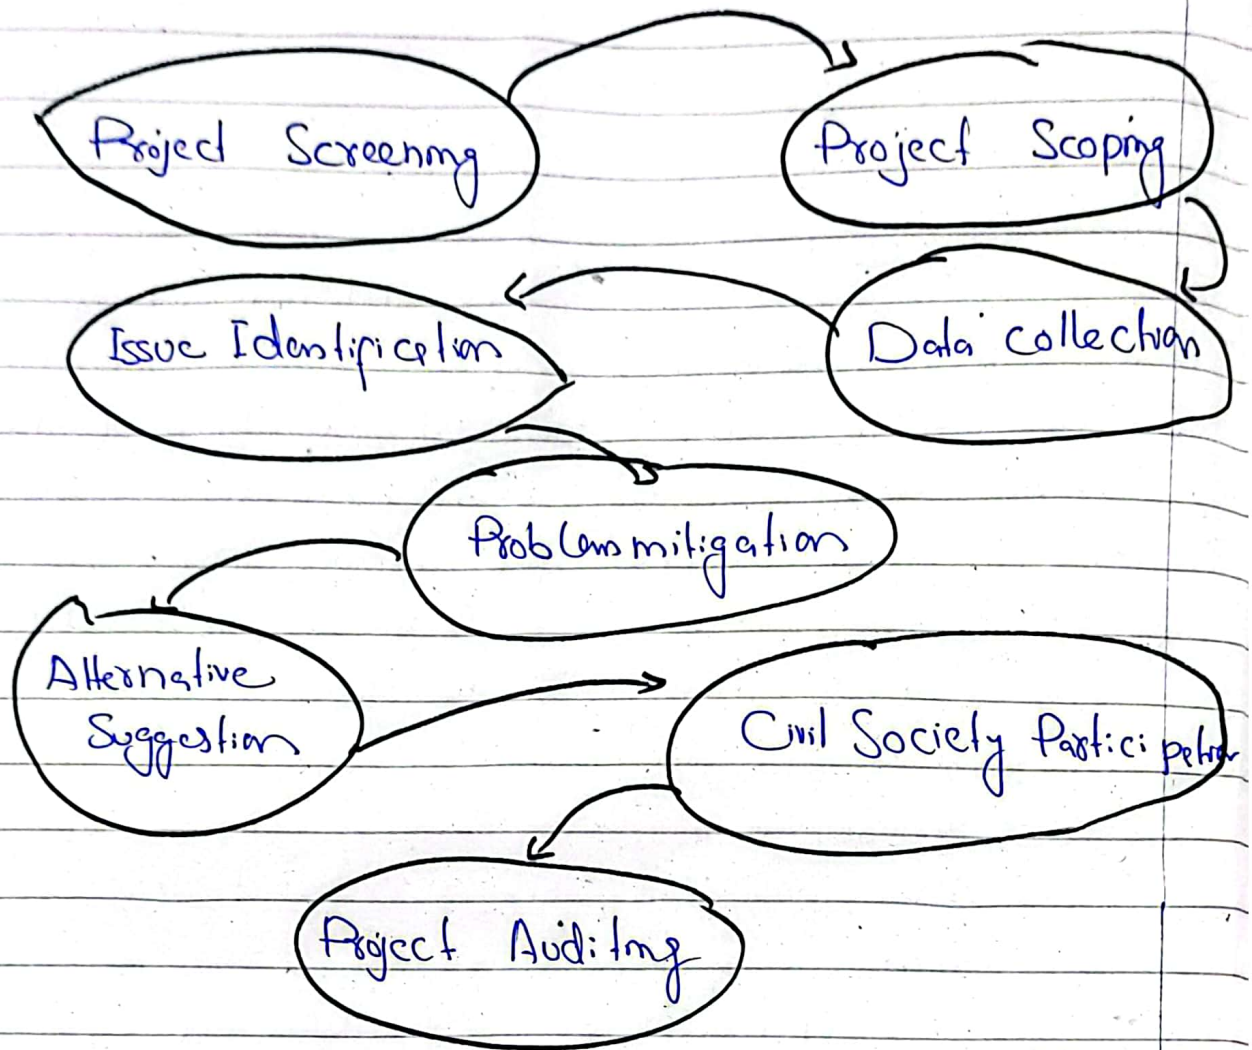 Project Screening
Project Scoping
Data collection
Issue Identification
Problem mitigation
Alternative
Suggestion
Civil Society Participation
Project Auditing